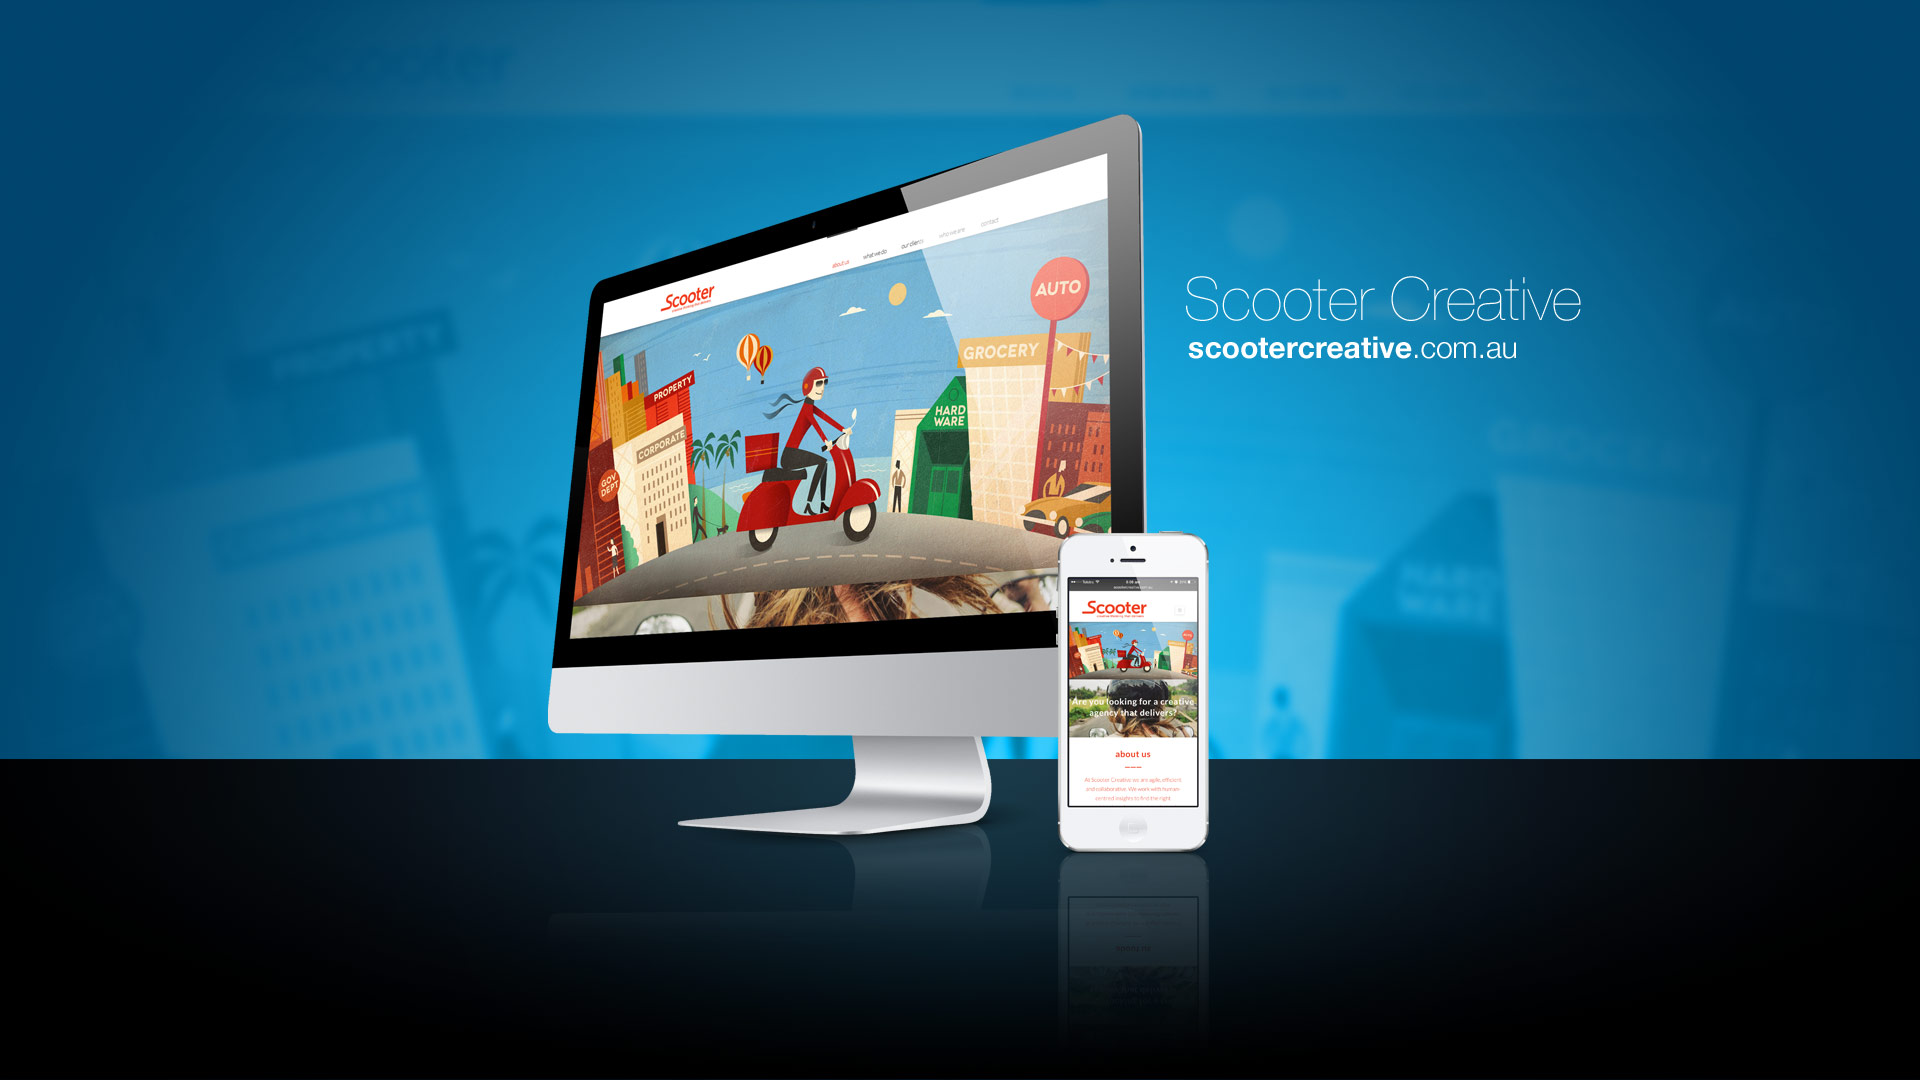 Scooter Creative
scootercreative.com.au
Scooter
about us what we do our clients who we are contact
AUTO
GROCERY
PROPERTY
HARD
WARE
CORPORATE
GOV
DEPT
Scooter
Are you looking for a creative
agency that delivers?
about us
At Scooter Creative we are agile, efficient
and collaborative. We work with human-
centred insights to find the right